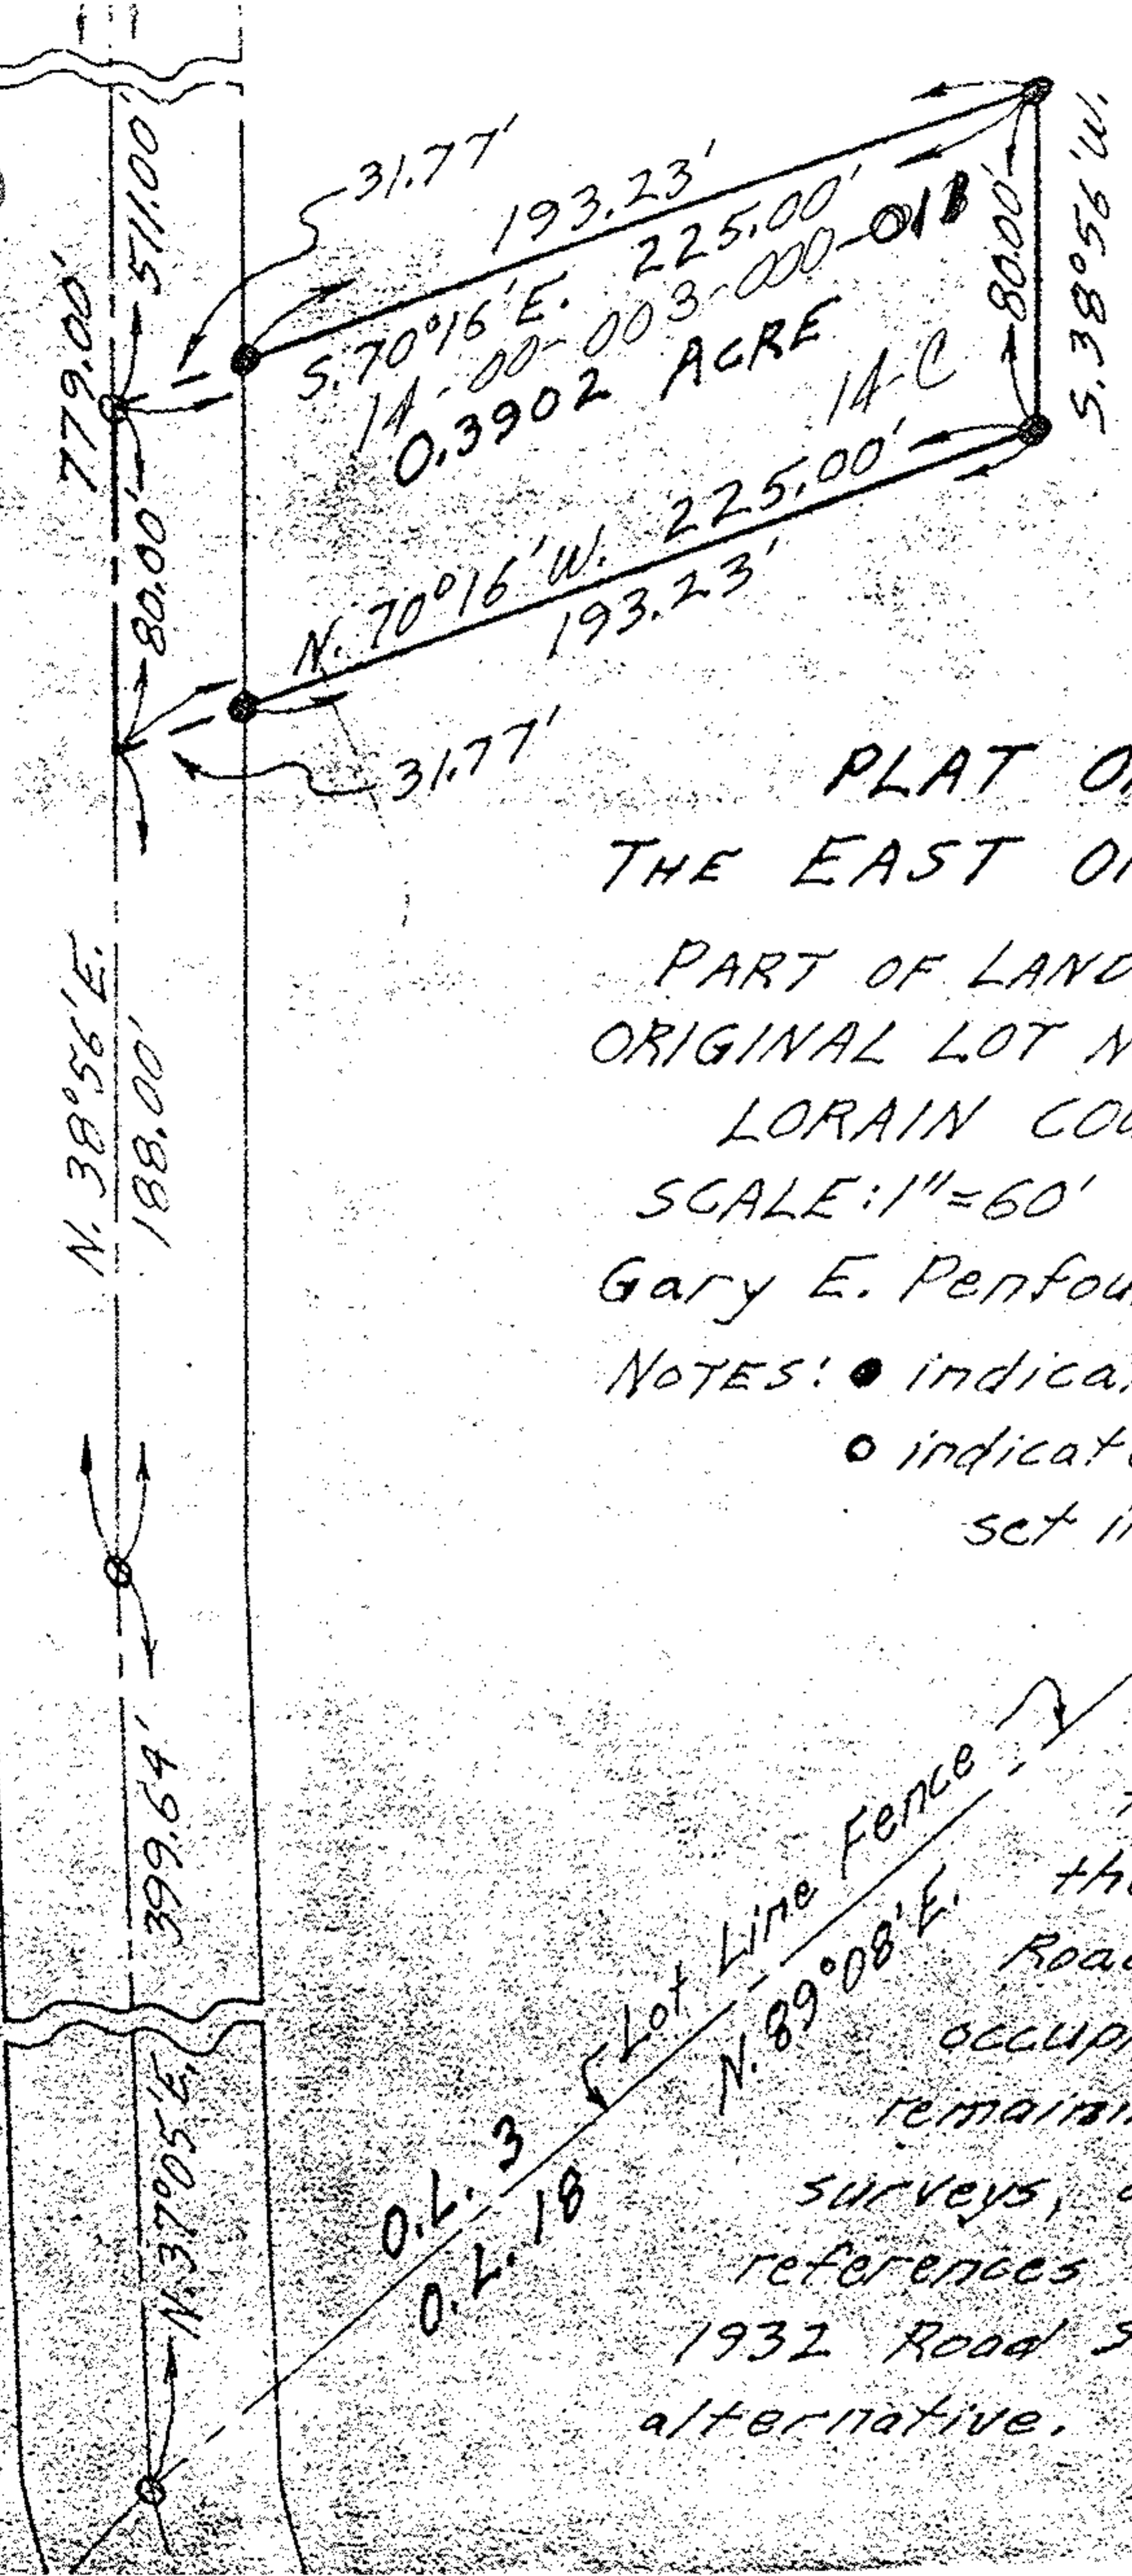 511.00'
779.00'
80.00'
31.77'
193.23'
S. 70°16' E. 225.00'
14-00-003-000-
0.3902 ACRE
14-C
80.00'
S. 38°56' W.
N. 70°16' W. 225.00'
193.23'
31.77'
PLAT
THE EAST
PART OF LAND
ORIGINAL LOT N
LORAIN COU
SCALE: 1"=60'
Gary E. Penfou
NOTES: ● indica
○ indicat
set i
N. 38°56' E.
188.00'
399.64'
N. 37°05' E.
Lot Line Fence
N. 89°08' E.
O.L. 3
O.L. 18
th
Road
occup
remaini
surveys,
references
1932 Road S
alternative.